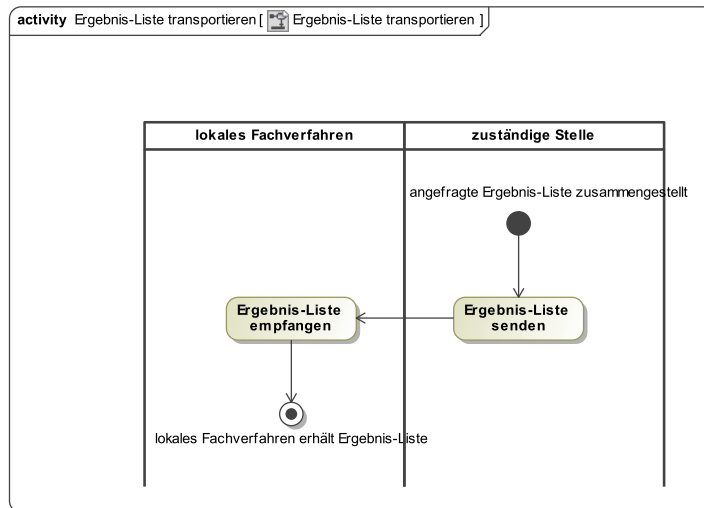 activity Ergebnis-Liste transportieren [ Ergebnis-Liste transportieren ]
lokales Fachverfahren
zuständige Stelle
angefragte Ergebnis-Liste zusammengestellt
Ergebnis-Liste
empfangen
Ergebnis-Liste
senden
lokales Fachverfahren erhält Ergebnis-Liste